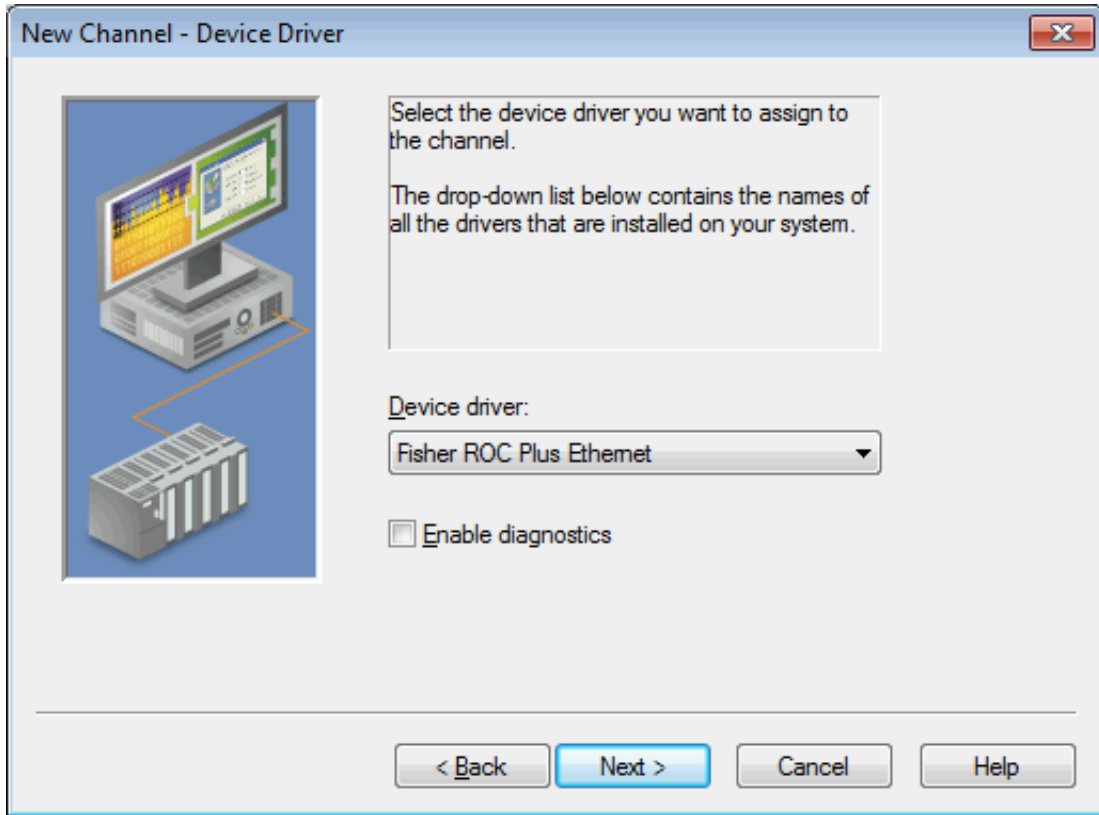 New Channel - Device Driver
Select the device driver you want to assign to
the channel.
The drop-down list below contains the names of
all the drivers that are installed on your system.
Device driver:
Fisher ROC Plus Ethernet
Enable diagnostics
< Back Next > Cancel Help